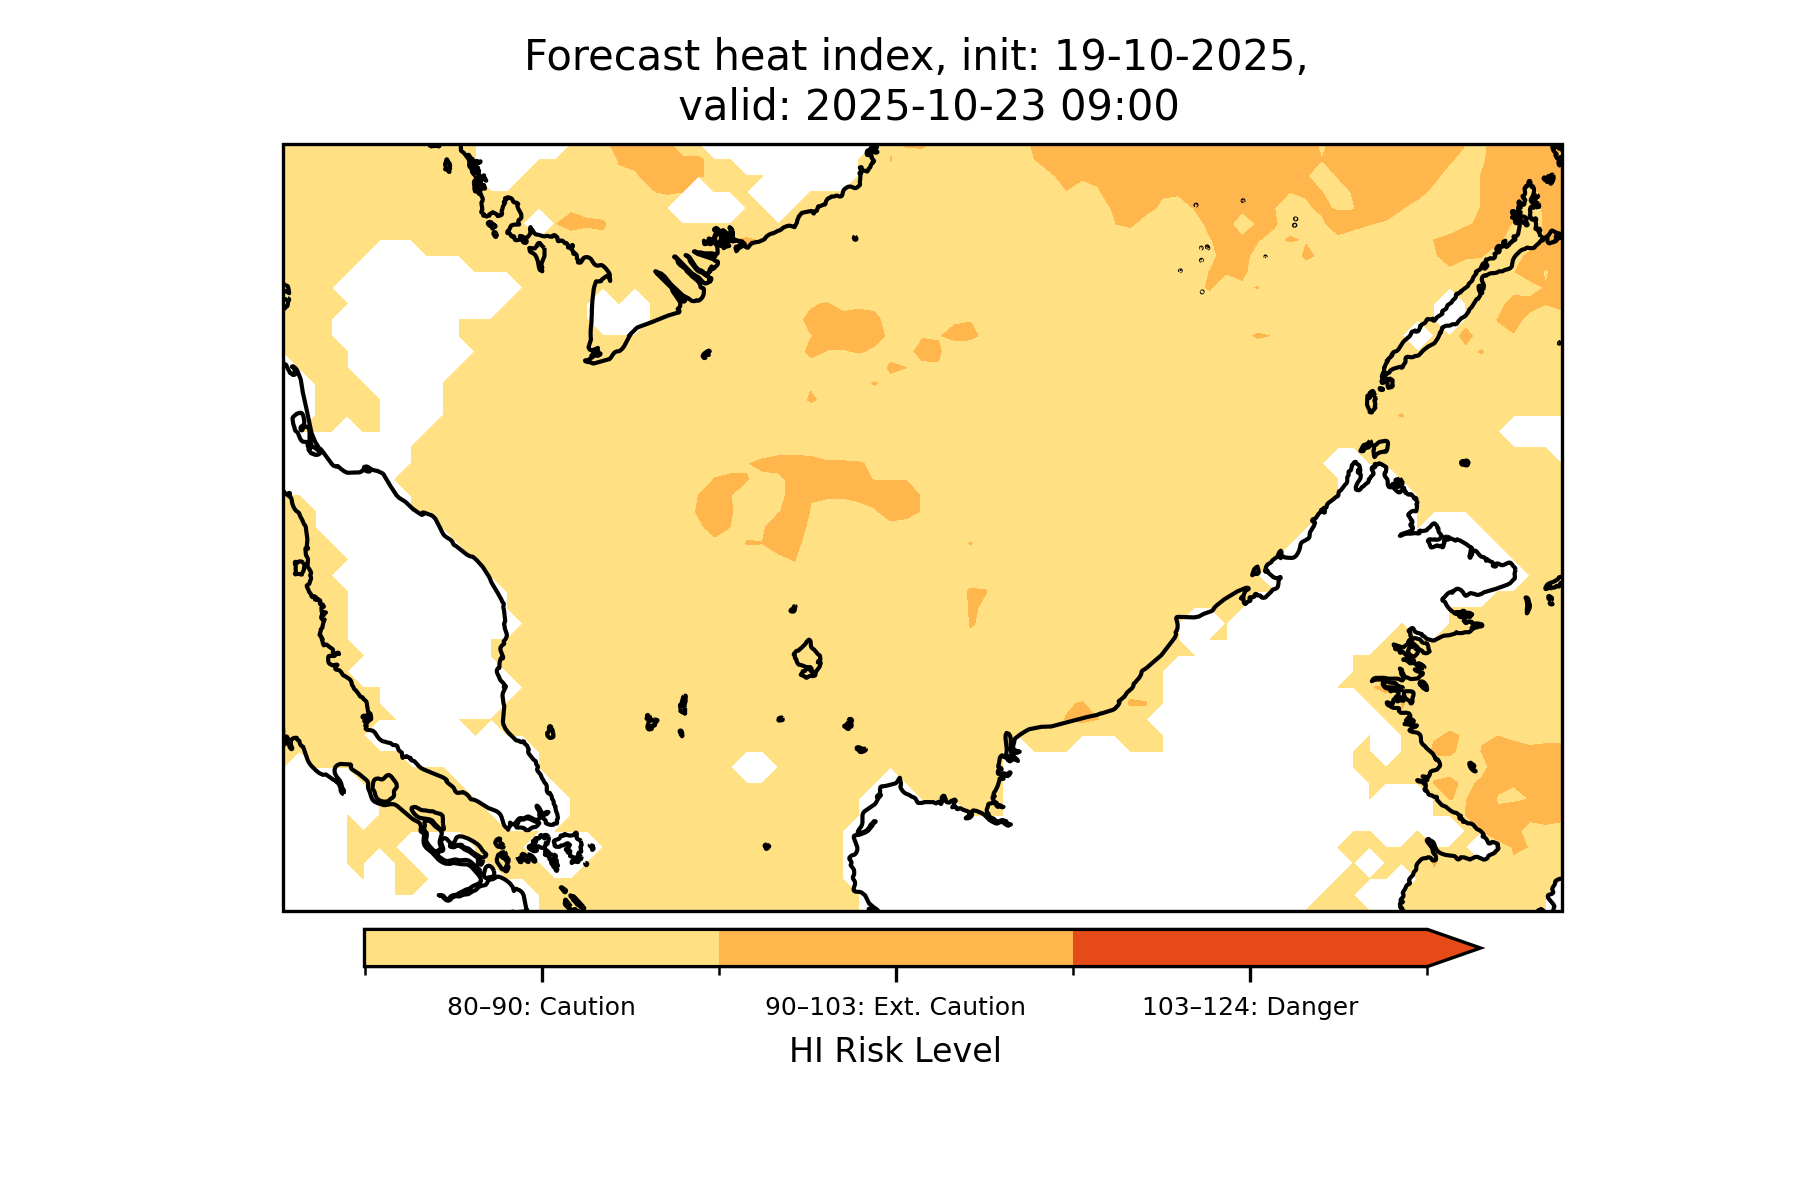 Forecast heat index, init: 19-10-2025,
valid: 2025-10-23 09:00
80–90: Caution
90–103: Ext. Caution
103–124: Danger
HI Risk Level